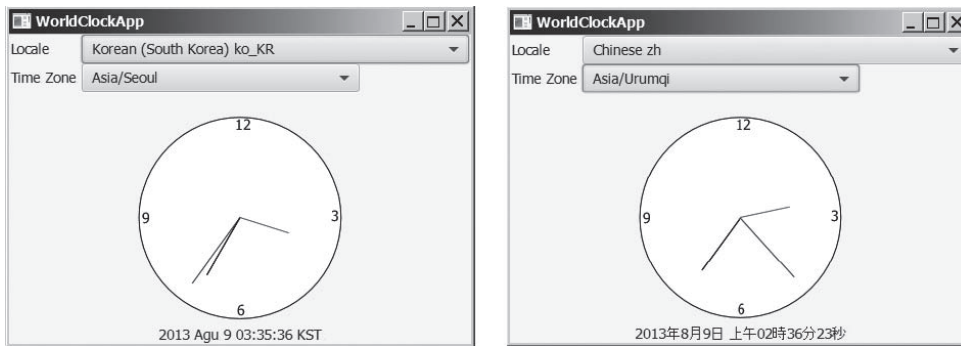 WorldClockApp
Locale Korean (South Korea) ko_KR
Time Zone Asia/Seoul
12
9 3
6
2013 Agu 9 03:35:36 KST
WorldClockApp
Locale Chinese zh
Time Zone Asia/Urumqi
12
9 3
6
2013年8月9日 上午02時36分23秒